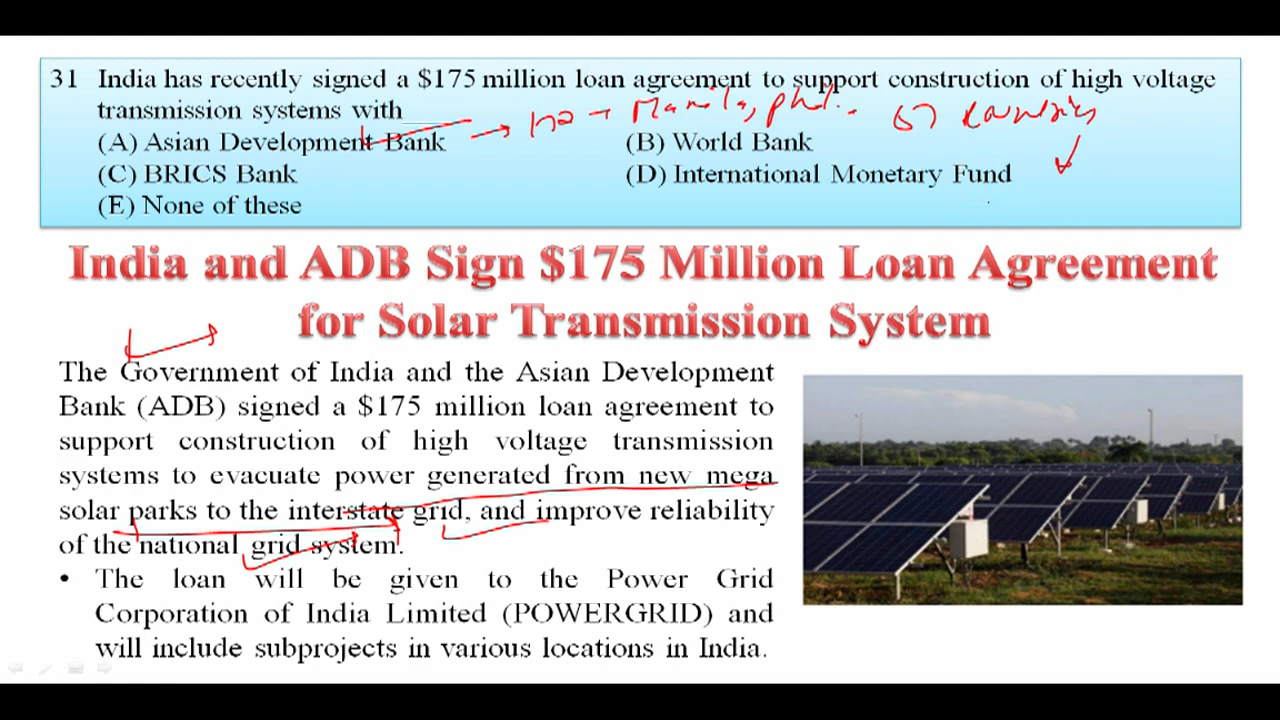 31 India has recently signed a $175 million loan agreement to support construction of high voltage
transmission systems with
(A) Asian Development Bank (B) World Bank
(C) BRICS Bank (D) International Monetary Fund
(E) None of these
→ Manila, phil. 67 countries
India and ADB Sign $175 Million Loan Agreement
for Solar Transmission System
The Government of India and the Asian Development
Bank (ADB) signed a $175 million loan agreement to
support construction of high voltage transmission
systems to evacuate power generated from new mega
solar parks to the interstate grid, and improve reliability
of the national grid system.
• The loan will be given to the Power Grid
Corporation of India Limited (POWERGRID) and
will include subprojects in various locations in India.